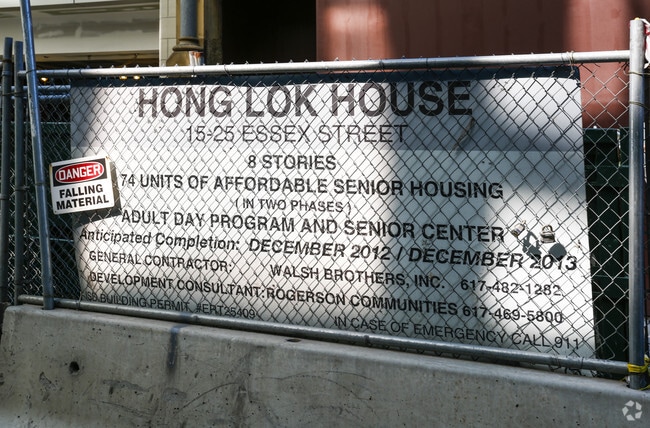 HONG LOK HOUSE
15-25 ESSEX STREET
8 STORIES
74 UNITS OF AFFORDABLE SENIOR HOUSING
( IN TWO PHASES )
ADULT DAY PROGRAM AND SENIOR CENTER
Anticipated Completion: DECEMBER 2012 / DECEMBER 2013
GENERAL CONTRACTOR: WALSH BROTHERS, INC. 617-482-1282
DEVELOPMENT CONSULTANT: ROGERSON COMMUNITIES 617-469-5800
BUILDING PERMIT #ERT25409
IN CASE OF EMERGENCY CALL 911
DANGER
FALLING
MATERIAL